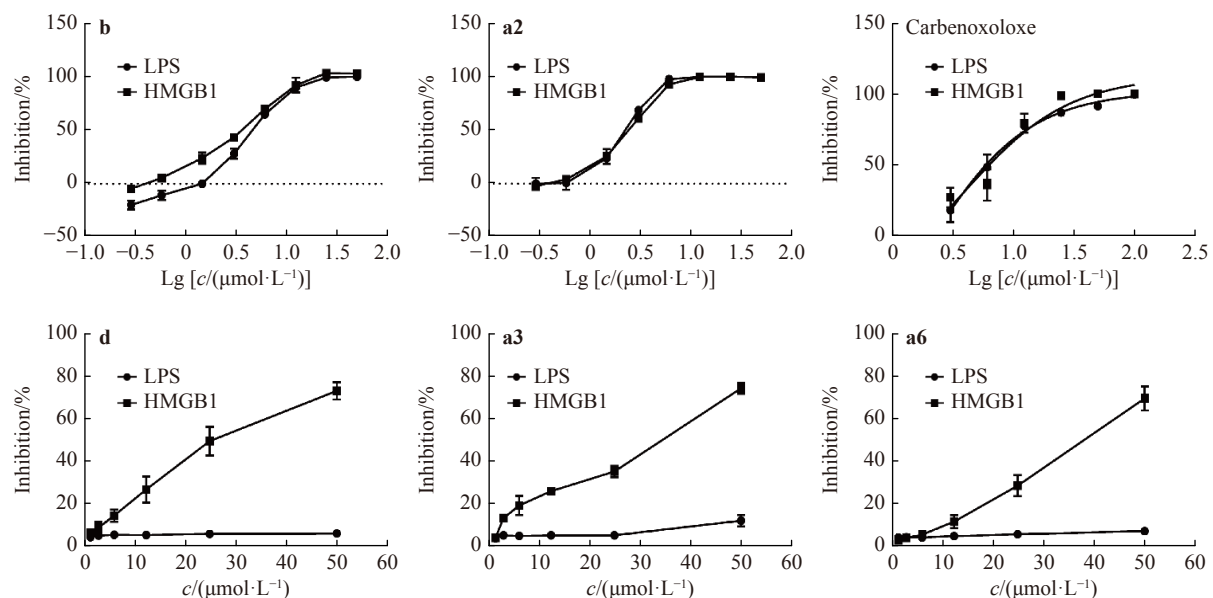 b
LPS
HMGB1
Inhibition/%
150
100
50
0
−50
−1.0 −0.5 0 0.5 1.0 1.5 2.0
Lg [c/(μmol·L⁻¹)]
a2
LPS
HMGB1
Inhibition/%
150
100
50
0
−50
−1.0 −0.5 0 0.5 1.0 1.5 2.0
Lg [c/(μmol·L⁻¹)]
Carbenoxoloxe
LPS
HMGB1
Inhibition/%
150
100
50
0
0 0.5 1.0 1.5 2.0 2.5
Lg [c/(μmol·L⁻¹)]
d
LPS
HMGB1
Inhibition/%
100
80
60
40
20
0
0 10 20 30 40 50 60
c/(μmol·L⁻¹)
a3
LPS
HMGB1
Inhibition/%
100
80
60
40
20
0
0 10 20 30 40 50 60
c/(μmol·L⁻¹)
a6
LPS
HMGB1
Inhibition/%
100
80
60
40
20
0
0 10 20 30 40 50 60
c/(μmol·L⁻¹)